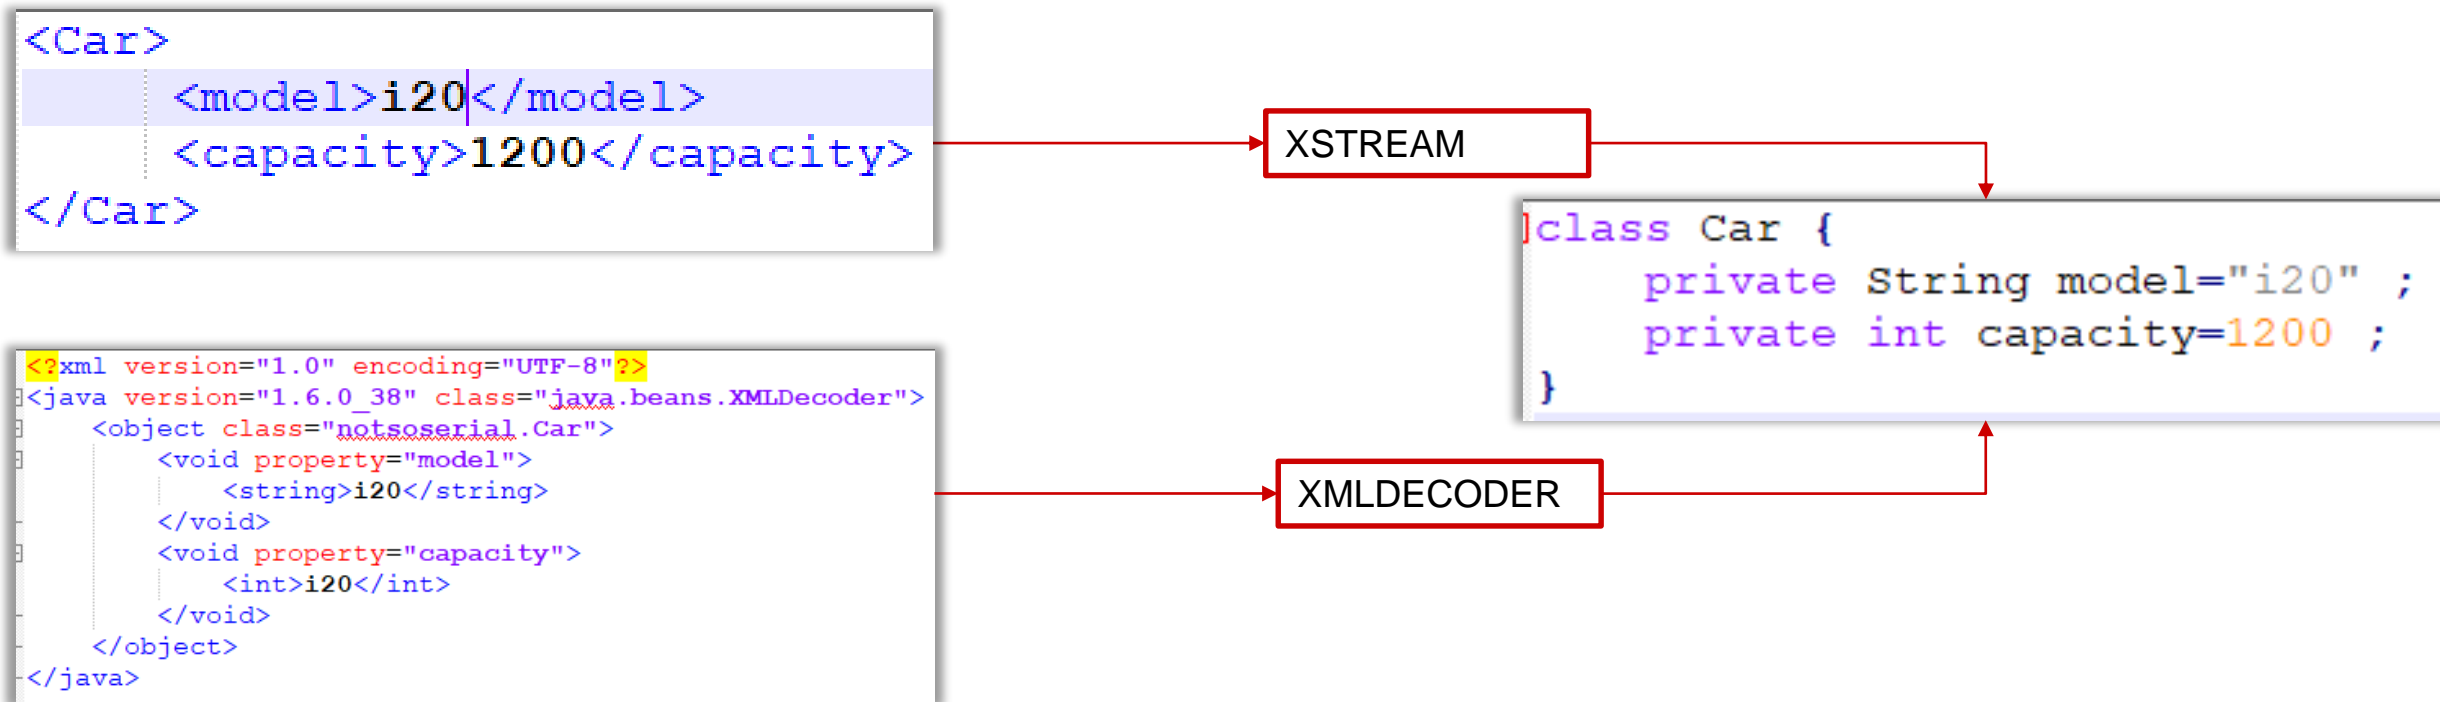 <Car>
<model>i20</model>
<capacity>1200</capacity>
</Car>
XSTREAM
class Car {
private String model="i20" ;
private int capacity=1200 ;
}
<?xml version="1.0" encoding="UTF-8"?>
<java version="1.6.0_38" class="java.beans.XMLDecoder">
<object class="notsoserial.Car">
<void property="model">
<string>i20</string>
</void>
<void property="capacity">
<int>i20</int>
</void>
</object>
</java>
XMLDECODER